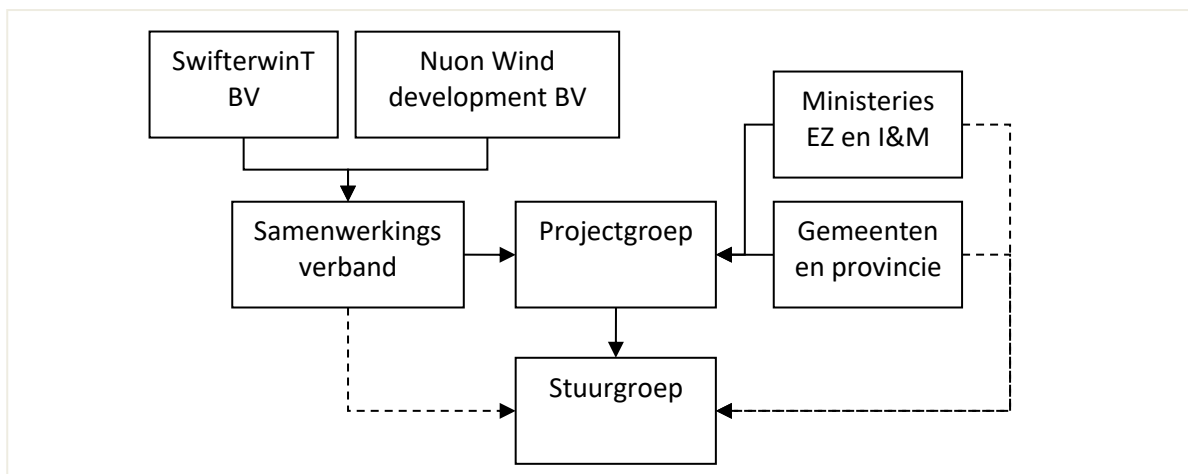 SwifterwinT
BV
Nuon Wind
development BV
Ministeries
EZ en I&M
Samenwerkings
verband
Projectgroep
Gemeenten
en provincie
Stuurgroep